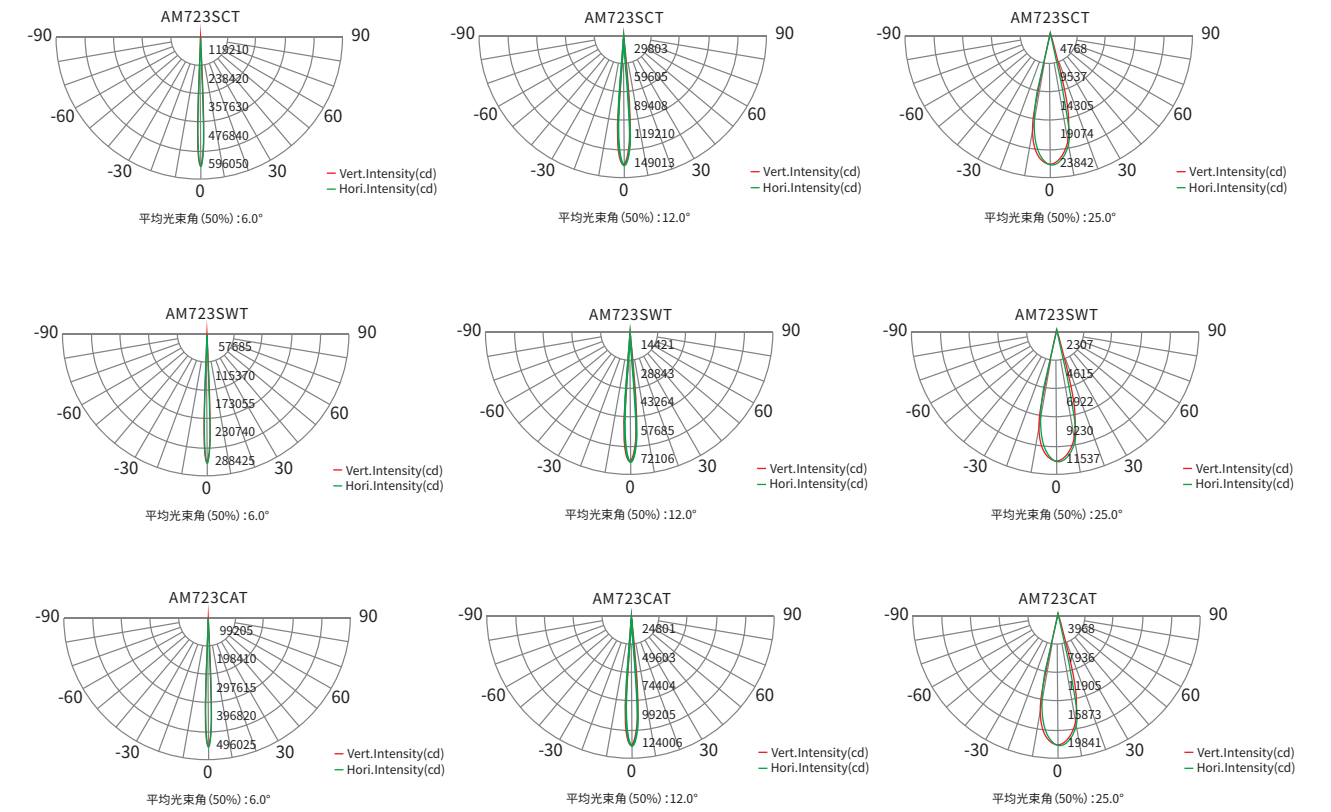 AM723SCT
-90 90
119210
238420
357630
-60 60
476840
-30 596050 30
0
Vert.Intensity(cd)
Hori.Intensity(cd)
平均光束角（50%）：6.0°
AM723SCT
-90 90
29803
59605
89408
-60 60
119210
-30 149013 30
0
Vert.Intensity(cd)
Hori.Intensity(cd)
平均光束角（50%）：12.0°
AM723SCT
-90 90
4768
9537
14305
-60 60
19074
-30 23842 30
0
Vert.Intensity(cd)
Hori.Intensity(cd)
平均光束角（50%）：25.0°
AM723SWT
-90 90
57685
115370
173055
-60 60
230740
-30 288425 30
0
Vert.Intensity(cd)
Hori.Intensity(cd)
平均光束角（50%）：6.0°
AM723SWT
-90 90
14421
28843
43264
-60 60
57685
-30 72106 30
0
Vert.Intensity(cd)
Hori.Intensity(cd)
平均光束角（50%）：12.0°
AM723SWT
-90 90
2307
4615
6922
-60 60
9230
-30 11537 30
0
Vert.Intensity(cd)
Hori.Intensity(cd)
平均光束角（50%）：25.0°
AM723CAT
-90 90
99205
198410
297615
-60 60
396820
-30 496025 30
0
Vert.Intensity(cd)
Hori.Intensity(cd)
平均光束角（50%）：6.0°
AM723CAT
-90 90
24801
49603
74404
-60 60
99205
-30 124006 30
0
Vert.Intensity(cd)
Hori.Intensity(cd)
平均光束角（50%）：12.0°
AM723CAT
-90 90
3968
7936
11905
-60 60
15873
-30 19841 30
0
Vert.Intensity(cd)
Hori.Intensity(cd)
平均光束角（50%）：25.0°